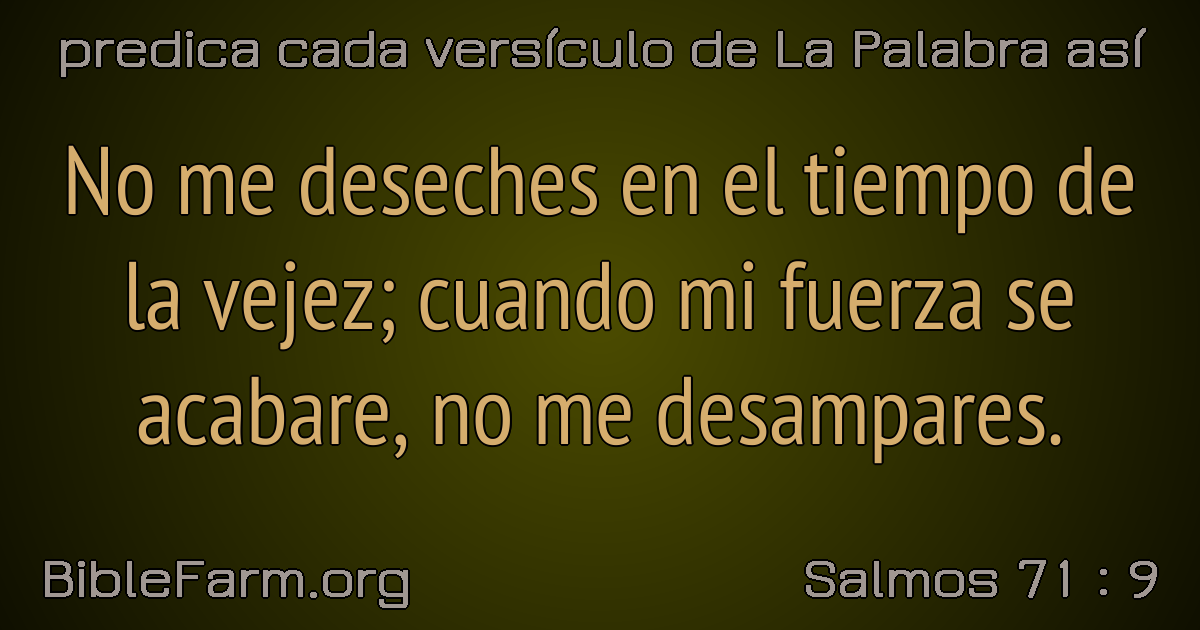 predica cada versículo de La Palabra así
No me deseches en el tiempo de
la vejez; cuando mi fuerza se
acabare, no me desampares.
BibleFarm.org
Salmos 71 : 9